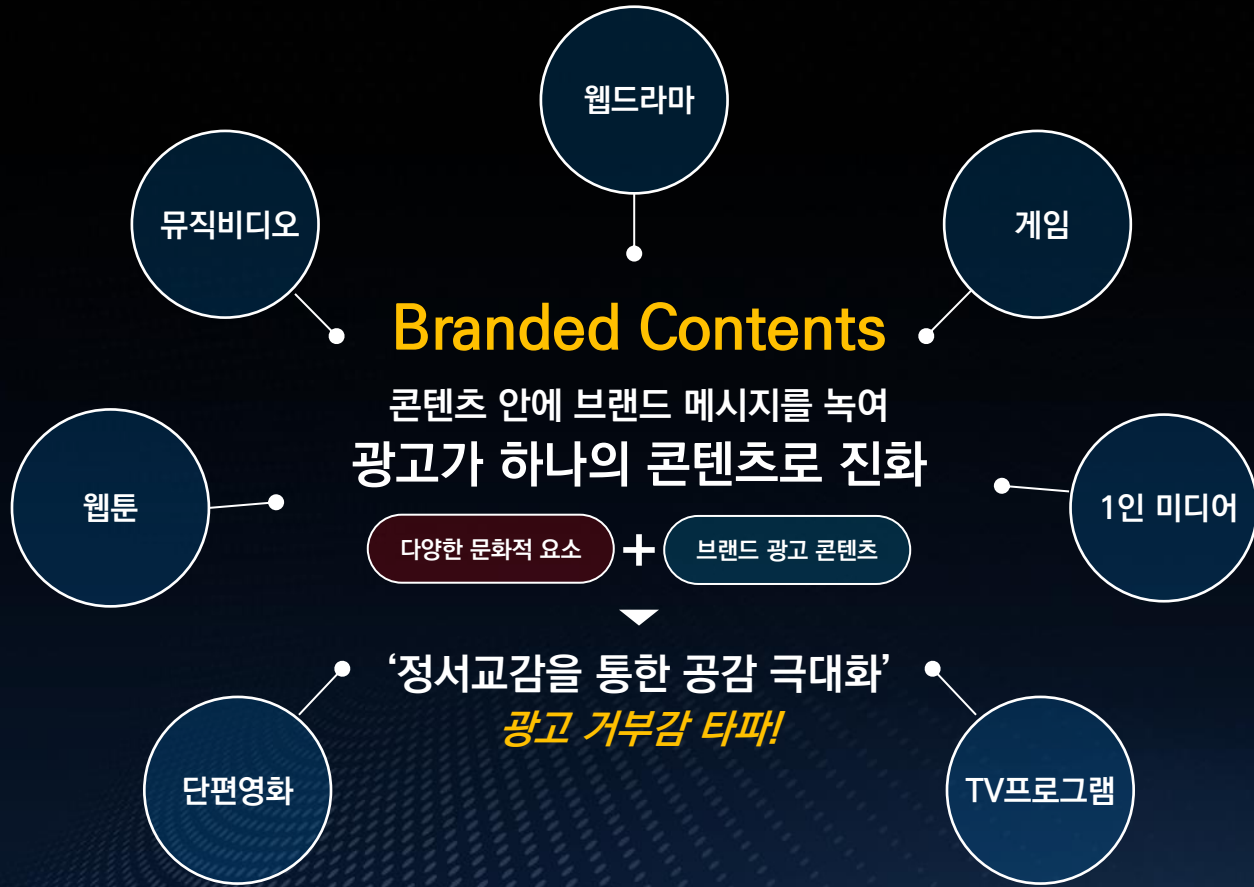 웹드라마
뮤직비디오
게임
Branded Contents
콘텐츠 안에 브랜드 메시지를 녹여
광고가 하나의 콘텐츠로 진화
웹툰
1인 미디어
다양한 문화적 요소 + 브랜드 광고 콘텐츠
‘정서교감을 통한 공감 극대화’
광고 거부감 타파!
단편영화
TV프로그램